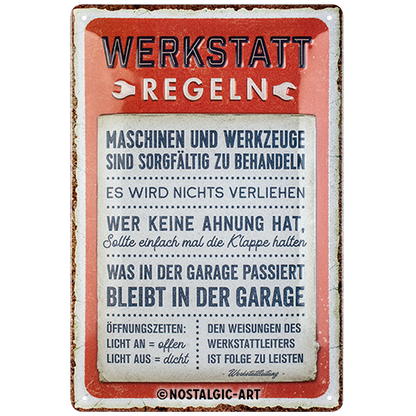 WERKSTATT
REGELN
MASCHINEN UND WERKZEUGE
SIND SORGFÄLTIG ZU BEHANDELN
ES WIRD NICHTS VERLIEHEN
WER KEINE AHNUNG HAT,
Sollte einfach mal die Klappe halten
WAS IN DER GARAGE PASSIERT
BLEIBT IN DER GARAGE
ÖFFNUNGSZEITEN:
LICHT AN = offen
LICHT AUS = dicht
DEN WEISUNGEN DES
WERKSTATTLEITERS
IST FOLGE ZU LEISTEN
- Werkstattleitung -
©NOSTALGIC-ART